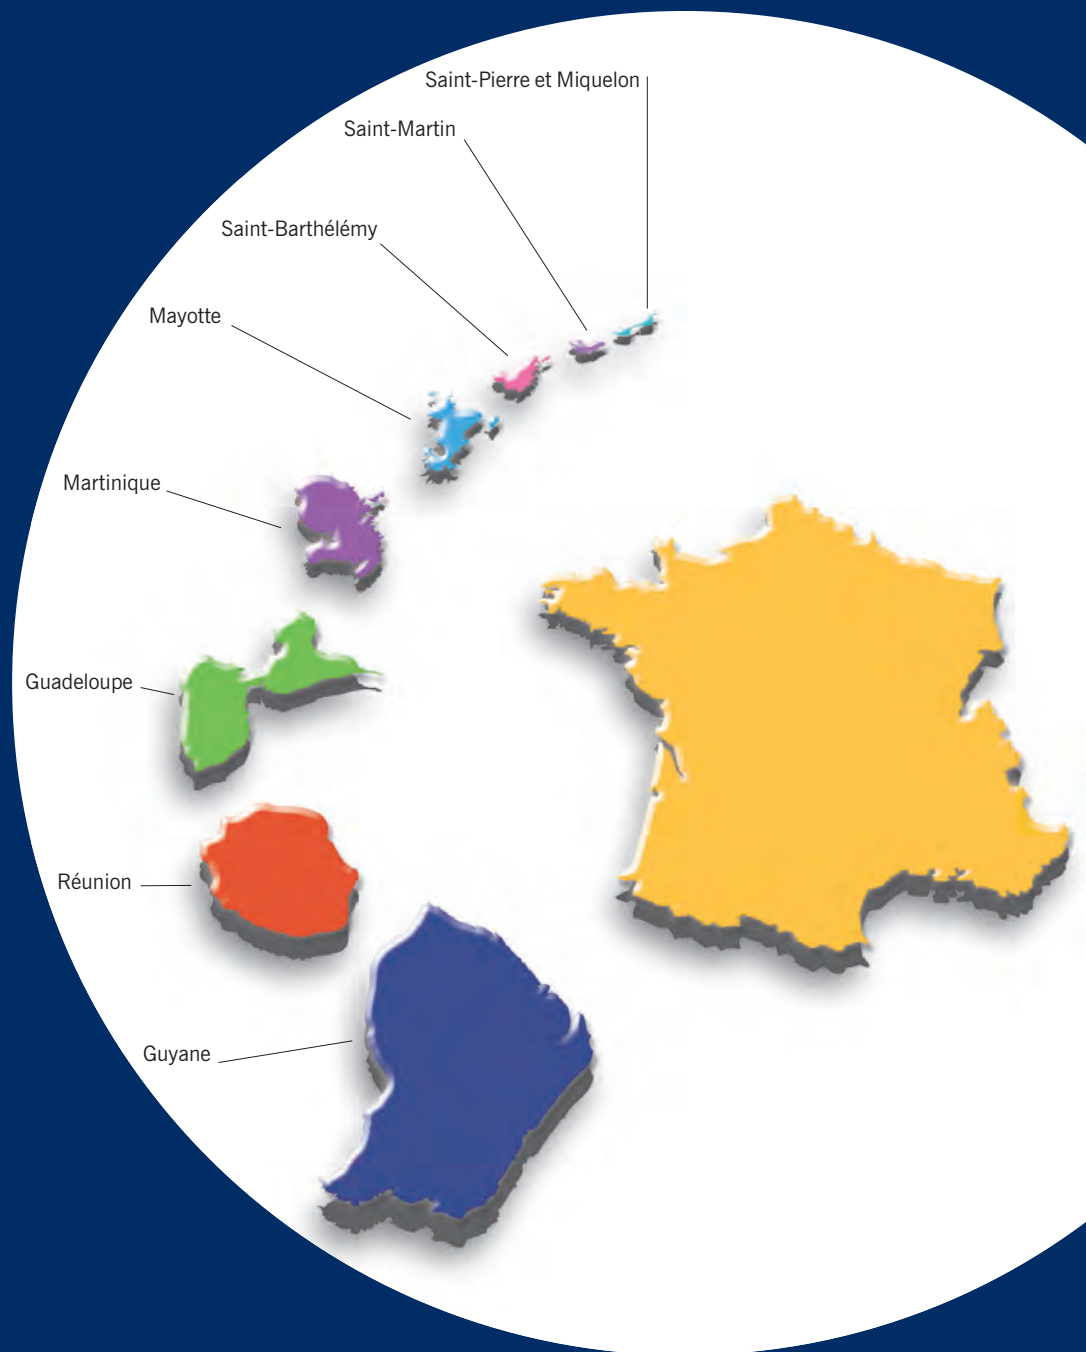 Saint-Pierre et Miquelon
Saint-Martin
Saint-Barthélémy
Mayotte
Martinique
Guadeloupe
Réunion
Guyane